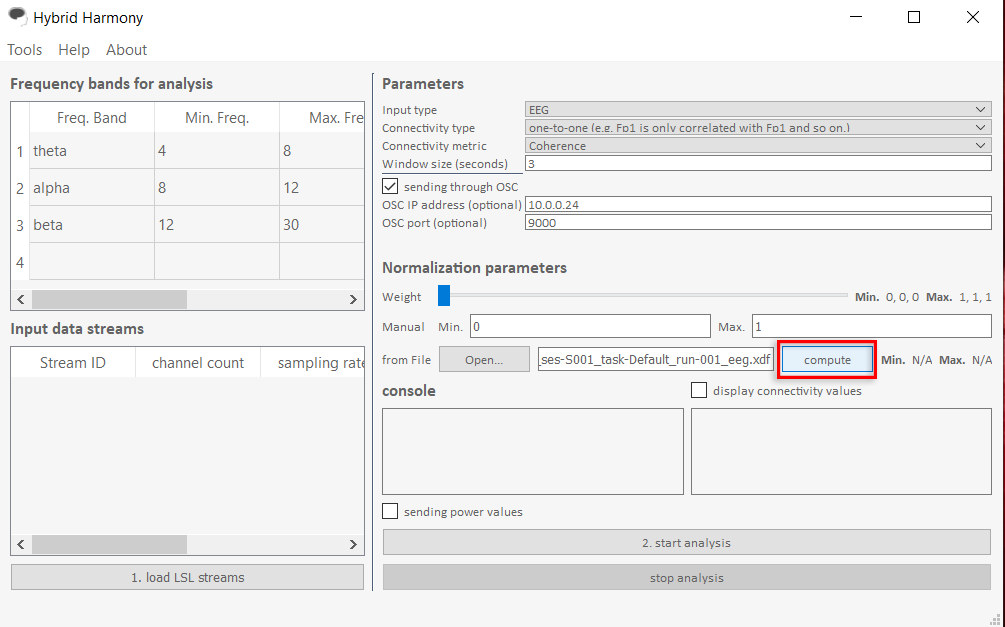 Hybrid Harmony
Tools Help About
Frequency bands for analysis
Freq. Band Min. Freq. Max. Fre
1 theta 4 8
2 alpha 8 12
3 beta 12 30
4
Input data streams
Stream ID channel count sampling rate
1. load LSL streams
Parameters
Input type EEG
Connectivity type one-to-one (e.g. Fp1 is only correlated with Fp1 and so on.)
Connectivity metric Coherence
Window size (seconds) 3
sending through OSC
OSC IP address (optional) 10.0.0.24
OSC port (optional) 9000
Normalization parameters
Weight Min. 0, 0, 0 Max. 1, 1, 1
Manual Min. 0 Max. 1
from File Open... ses-S001_task-Default_run-001_eeg.xdf compute Min. N/A Max. N/A
console display connectivity values
sending power values
2. start analysis
stop analysis